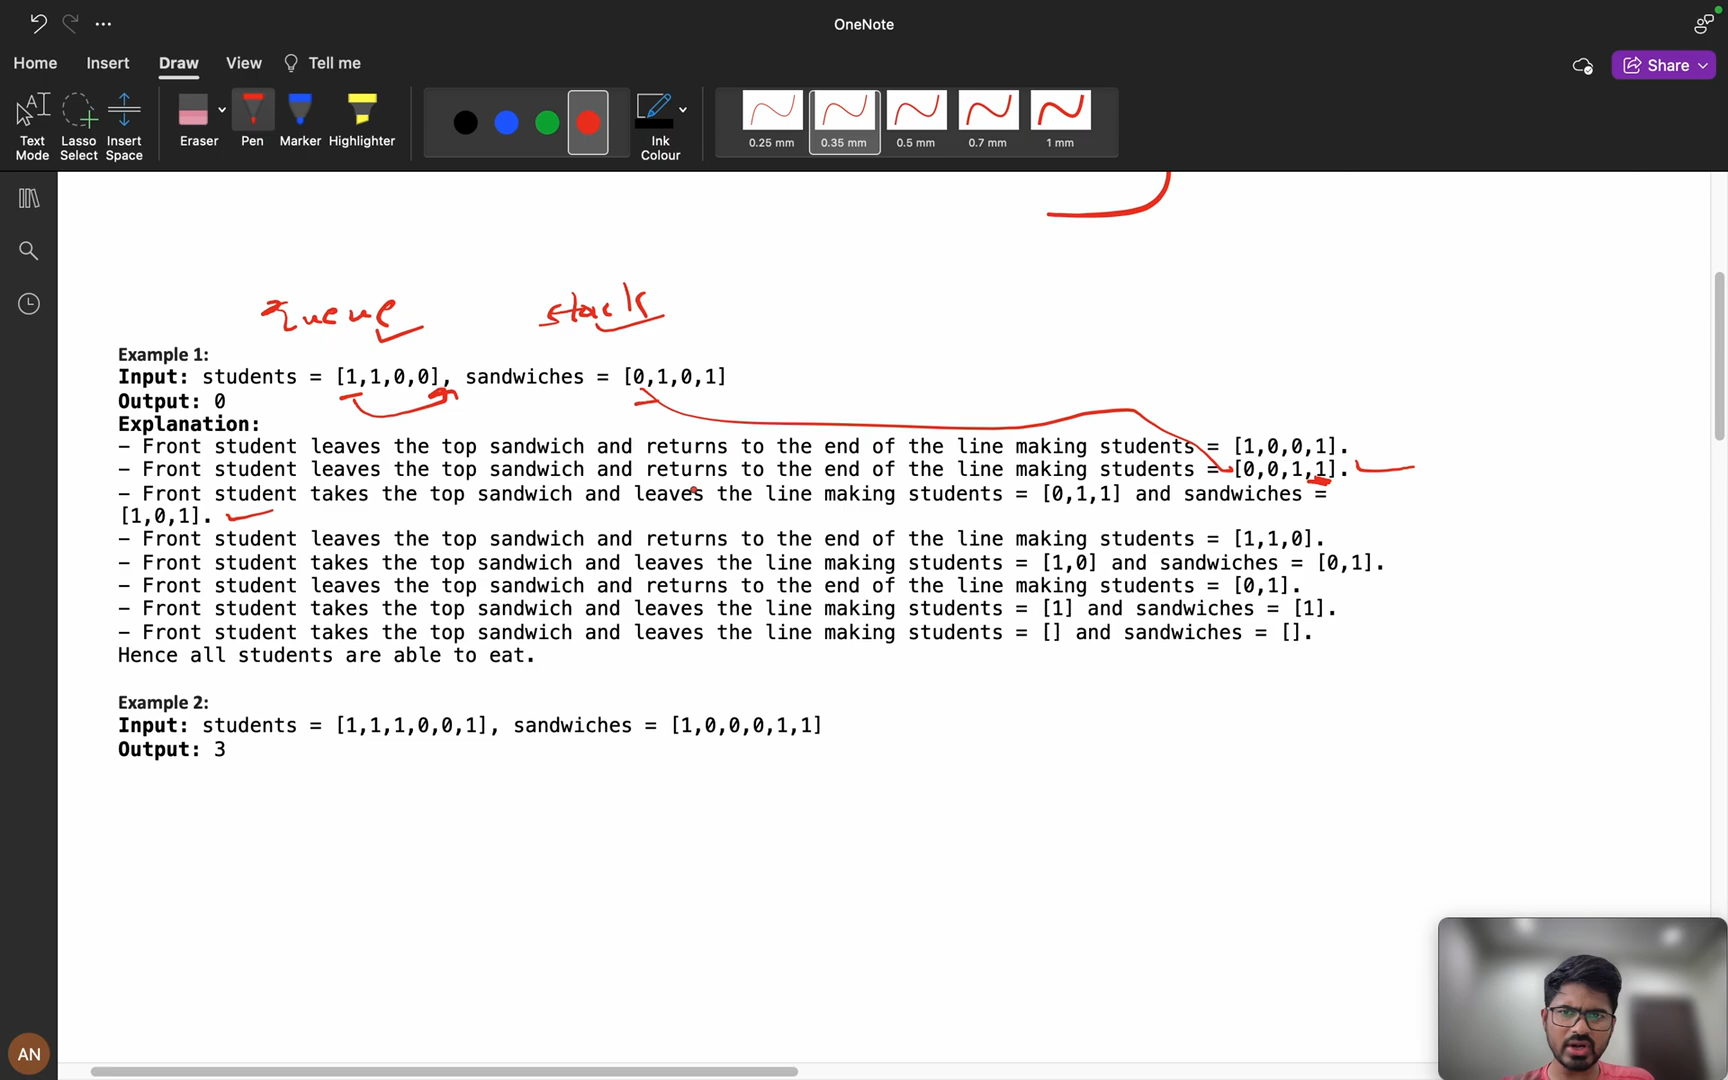 OneNote
Home Insert Draw View Tell me
Share
Text Mode
Lasso Select
Insert Space
Eraser
Pen
Marker
Highlighter
Ink Colour
0.25 mm
0.35 mm
0.5 mm
0.7 mm
1 mm
queue stack
Example 1:
Input: students = [1,1,0,0], sandwiches = [0,1,0,1]
Output: 0
Explanation:
– Front student leaves the top sandwich and returns to the end of the line making students = [1,0,0,1].
– Front student leaves the top sandwich and returns to the end of the line making students = [0,0,1,1].
– Front student takes the top sandwich and leaves the line making students = [0,1,1] and sandwiches =
[1,0,1].
– Front student leaves the top sandwich and returns to the end of the line making students = [1,1,0].
– Front student takes the top sandwich and leaves the line making students = [1,0] and sandwiches = [0,1].
– Front student leaves the top sandwich and returns to the end of the line making students = [0,1].
– Front student takes the top sandwich and leaves the line making students = [1] and sandwiches = [1].
– Front student takes the top sandwich and leaves the line making students = [] and sandwiches = [].
Hence all students are able to eat.
Example 2:
Input: students = [1,1,1,0,0,1], sandwiches = [1,0,0,0,1,1]
Output: 3
AN